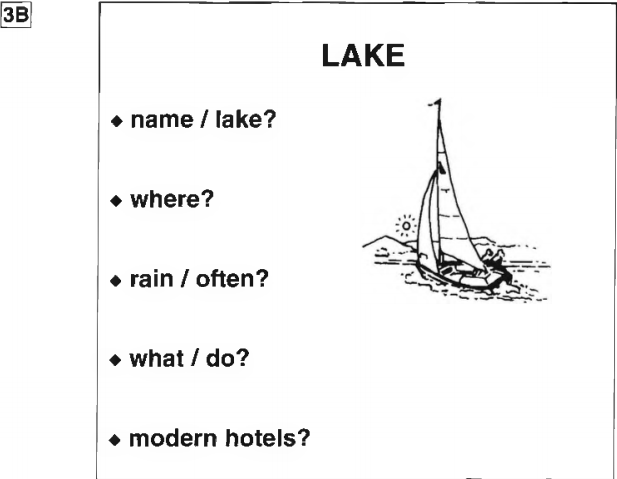 3B
LAKE
◆ name / lake?
◆ where?
◆ rain / often?
◆ what / do?
◆ modern hotels?